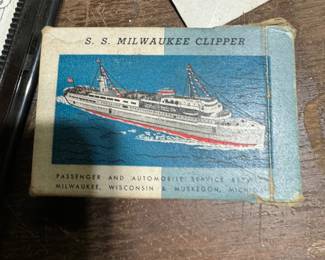 S. S. MILWAUKEE CLIPPER
PASSENGER AND AUTOMOBILE SERVICE
MILWAUKEE, WISCONSIN & MUSKEGON,